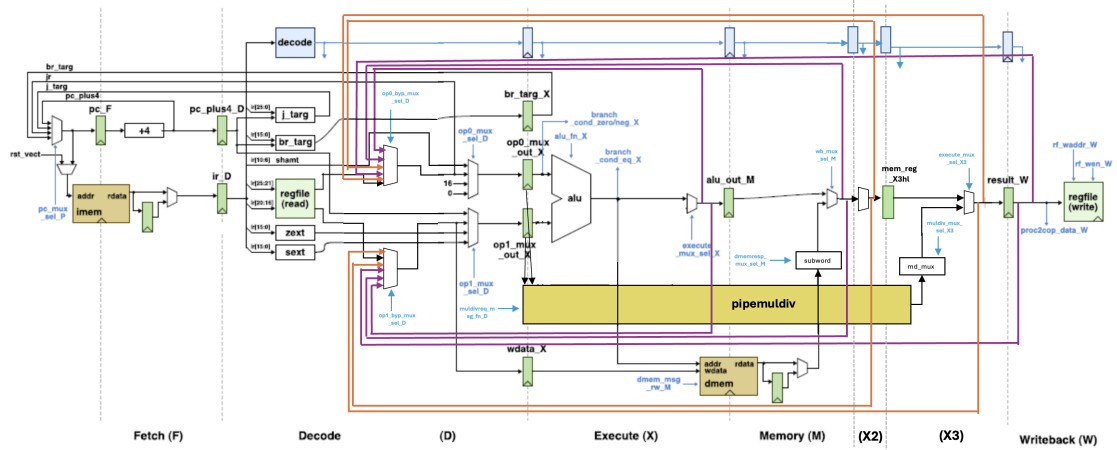 decode
br_targ
jr
j_targ
pc_plus4
pc_F
+4
pc_plus4_D
rst_vect
pc_mux
_sel_P
addr rdata
imem
ir_D
ir[25:0]
j_targ
ir[15:0]
br_targ
ir[10:6] shamt
ir[25:21]
ir[20:16]
regfile
(read)
ir[15:0]
zext
ir[15:0]
sext
op0_byp_mux
_sel_D
op1_byp_mux
_sel_D
op0_mux
_sel_D
16
0
op1_mux
_sel_D
br_targ_X
op0_mux
_out_X
op1_mux
_out_X
branch
_cond_zero/neg_X
alu_fn_X
branch
_cond_eq_X
alu
execute
_mux_sel_X
alu_out_M
wb_mux
_sel_M
mem_reg
_X3hl
execute_mux
_sel_X3
result_W
rf_waddr_W
rf_wen_W
regfile
(write)
proc2cop_data_W
dmemresp_
mux_sel_M
subword
muldiv_mux_
sel_X3
md_mux
muldivreq_m
sg_fn_D
pipemuldiv
wdata_X
addr rdata
wdata
dmem
dmem_msg
_rw_M
Fetch (F)
Decode
(D)
Execute (X)
Memory (M)
(X2)
(X3)
Writeback (W)